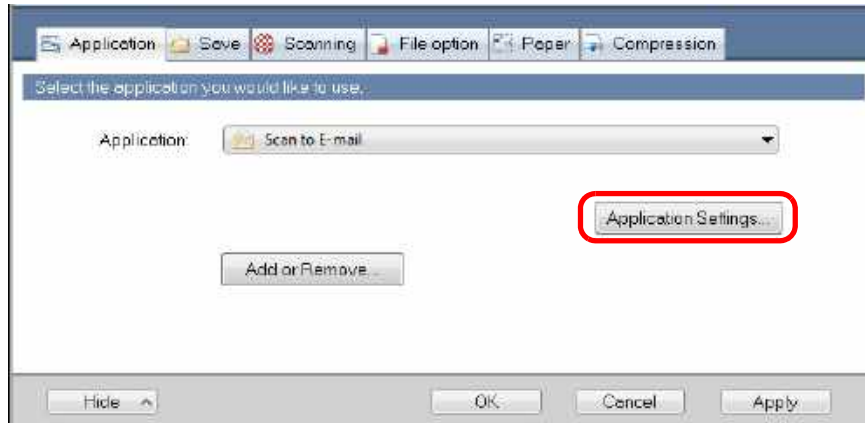 Application Save Scanning File option Paper Compression
Select the application you would like to use.
Application: Scan to E-mail
Application Settings...
Add or Remove...
Hide OK Cancel Apply